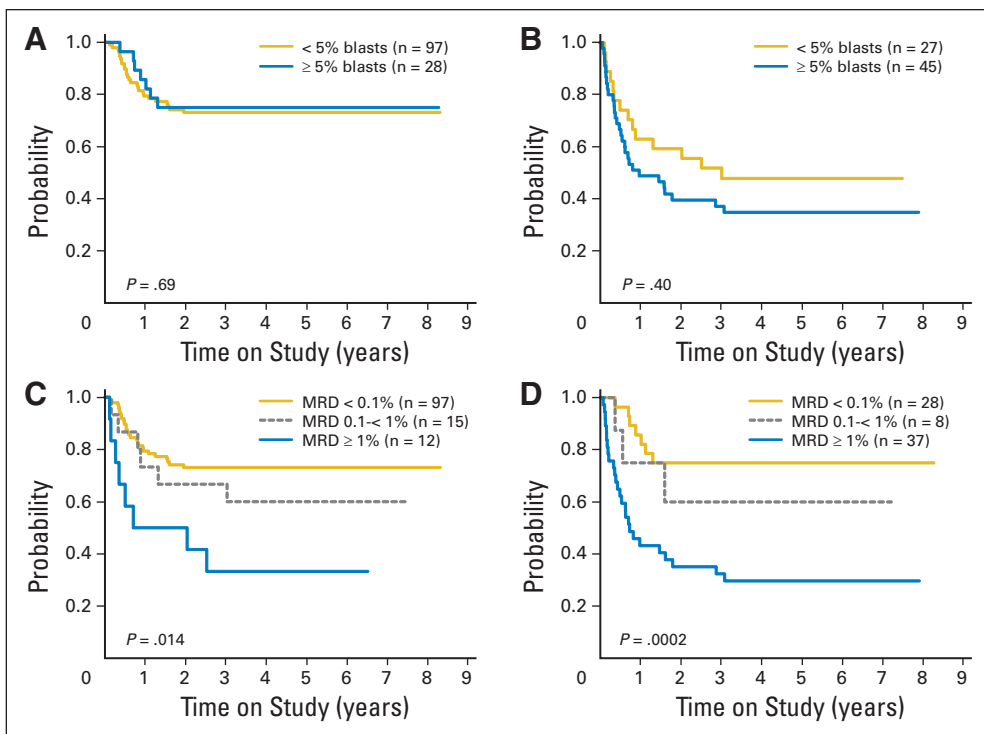 A
< 5% blasts (n = 97)
≥ 5% blasts (n = 28)
Probability
1.0
0.8
0.6
0.4
0.2
P = .69
0 1 2 3 4 5 6 7 8 9
Time on Study (years)
B
< 5% blasts (n = 27)
≥ 5% blasts (n = 45)
Probability
1.0
0.8
0.6
0.4
0.2
P = .40
0 1 2 3 4 5 6 7 8 9
Time on Study (years)
C
MRD < 0.1% (n = 97)
MRD 0.1-< 1% (n = 15)
MRD ≥ 1% (n = 12)
Probability
1.0
0.8
0.6
0.4
0.2
P = .014
0 1 2 3 4 5 6 7 8 9
Time on Study (years)
D
MRD < 0.1% (n = 28)
MRD 0.1-< 1% (n = 8)
MRD ≥ 1% (n = 37)
Probability
1.0
0.8
0.6
0.4
0.2
P = .0002
0 1 2 3 4 5 6 7 8 9
Time on Study (years)